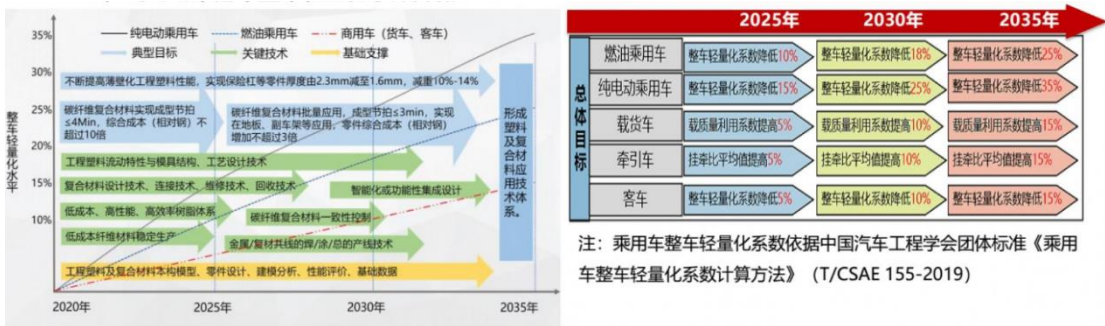 35%
30%
25%
20%
15%
10%
整车轻量化水平
纯电动乘用车
燃油乘用车
商用车（货车、客车）
典型目标
关键技术
基础支撑
不断提高薄壁化工程塑料性能，实现保险杠等零件厚度由2.3mm减至1.6mm，减重10%-14%
碳纤维复合材料实现成型节拍
≤4Min，综合成本（相对钢）不
超过10倍
碳纤维复合材料批量应用，成型节拍≤3min，实现
在地板、副车架等应用；零件综合成本（相对钢）
增加不超过3倍
工程塑料流动特性与模具结构、工艺设计技术
复合材料设计技术、连接技术、维修技术、回收技术
智能化或功能性集成设计
低成本、高性能、高效率树脂体系
碳纤维复合材料一致性控制
低成本纤维材料稳定生产
金属/复材共线的焊/涂/总的产线技术
工程塑料及复合材料本构模型、零件设计、建模分析、性能评价、基础数据
形成
塑料
及复
合材
料应
用技
术体
系。
2020年
2025年
2030年
2035年
2025年
2030年
2035年
总体目标
燃油乘用车
整车轻量化系数降低10%
整车轻量化系数降低18%
整车轻量化系数降低25%
纯电动乘用车
整车轻量化系数降低15%
整车轻量化系数降低25%
整车轻量化系数降低35%
载货车
载质量利用系数提高5%
载质量利用系数提高10%
载质量利用系数提高15%
牵引车
挂牵比平均值提高5%
挂牵比平均值提高10%
挂牵比平均值提高15%
客车
整车轻量化系数降低5%
整车轻量化系数降低10%
整车轻量化系数降低15%
注：乘用车整车轻量化系数依据中国汽车工程学会团体标准《乘用
车整车轻量化系数计算方法》（T/CSAE 155-2019）